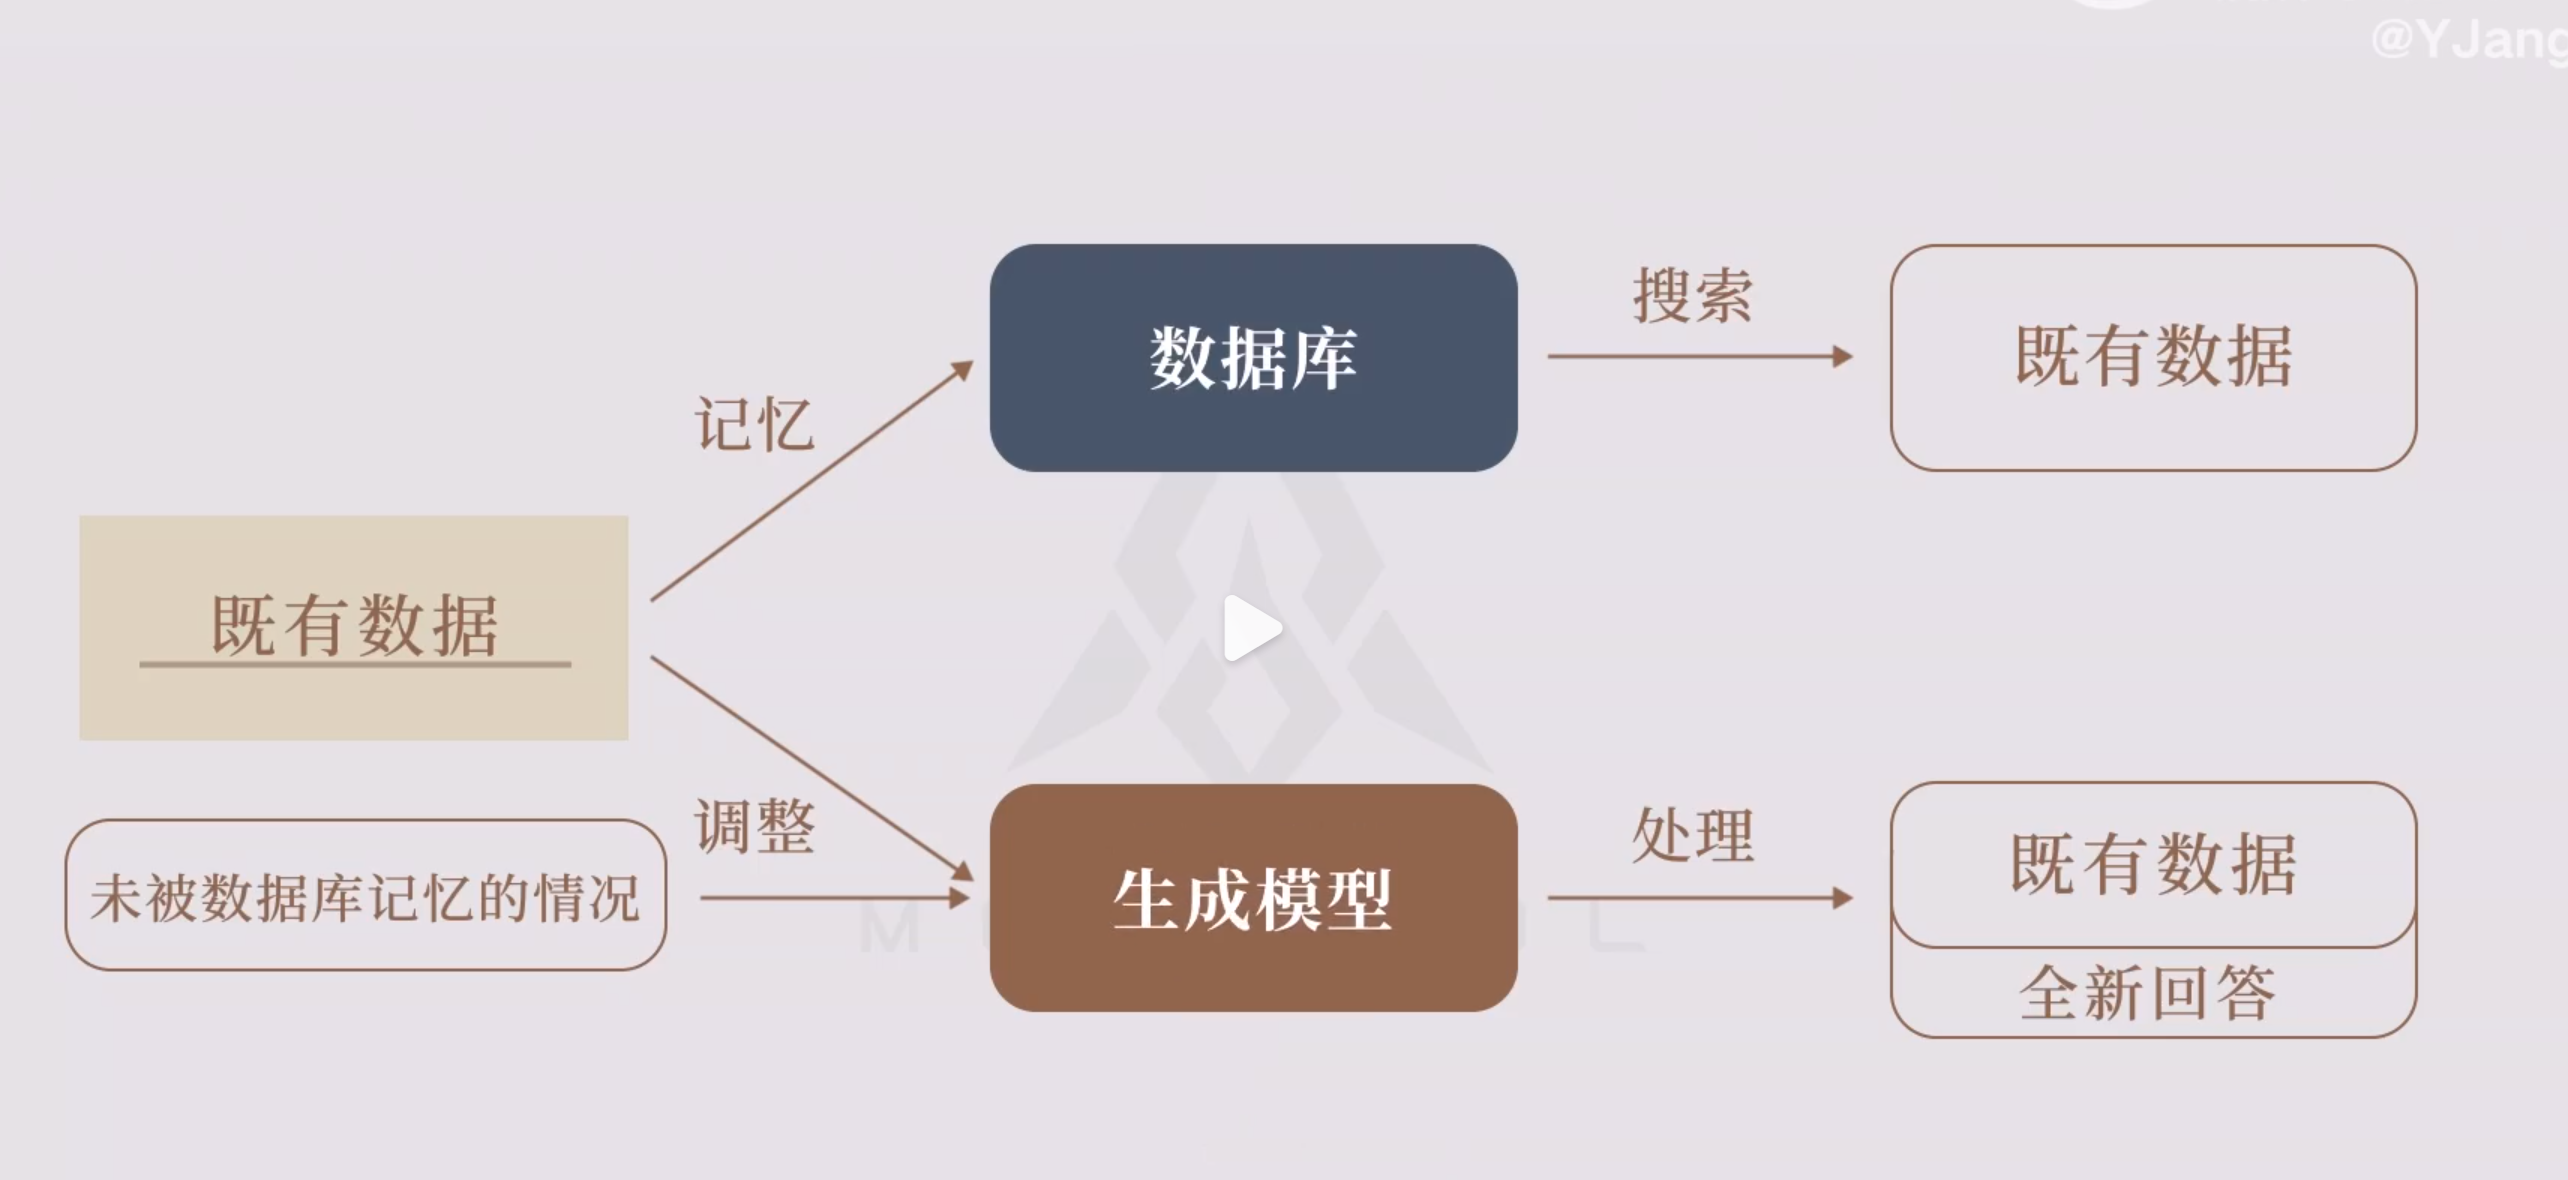 @YJang
数据库
搜索
既有数据
记忆
既有数据
调整
未被数据库记忆的情况
生成模型
处理
既有数据
全新回答